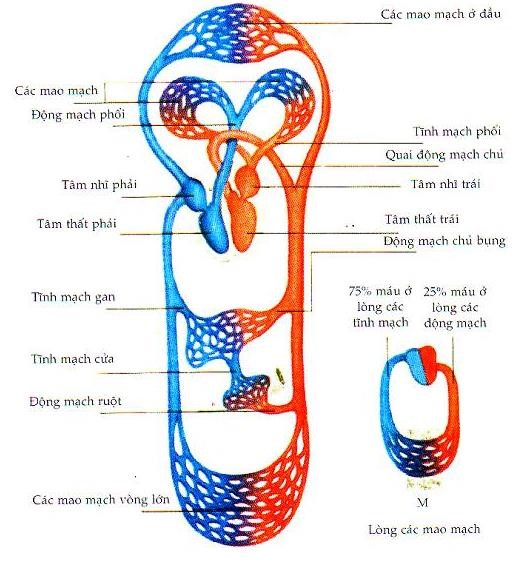 Các mao mạch ở đầu
Các mao mạch
Động mạch phổi
Tĩnh mạch phổi
Quai động mạch chủ
Tâm nhĩ phải
Tâm nhĩ trái
Tâm thất phải
Tâm thất trái
Động mạch chủ bụng
Tĩnh mạch gan
75% máu ở
lòng các
tĩnh mạch
25% máu ở
lòng các
động mạch
Tĩnh mạch cửa
Động mạch ruột
Các mao mạch vòng lớn
M
Lòng các mao mạch